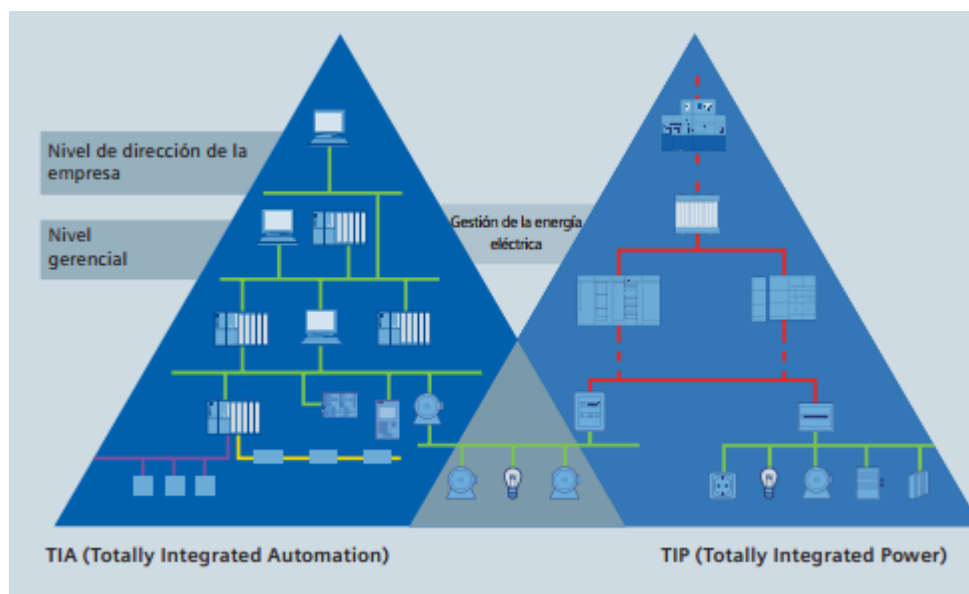 Nivel de dirección de la
empresa
Nivel
gerencial
Gestión de la energía
eléctrica
TIA (Totally Integrated Automation)
TIP (Totally Integrated Power)